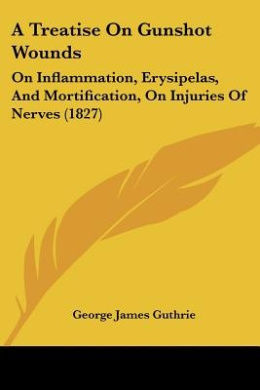 A Treatise On Gunshot
Wounds
On Inflammation, Erysipelas,
And Mortification, On Injuries Of
Nerves (1827)
George James Guthrie